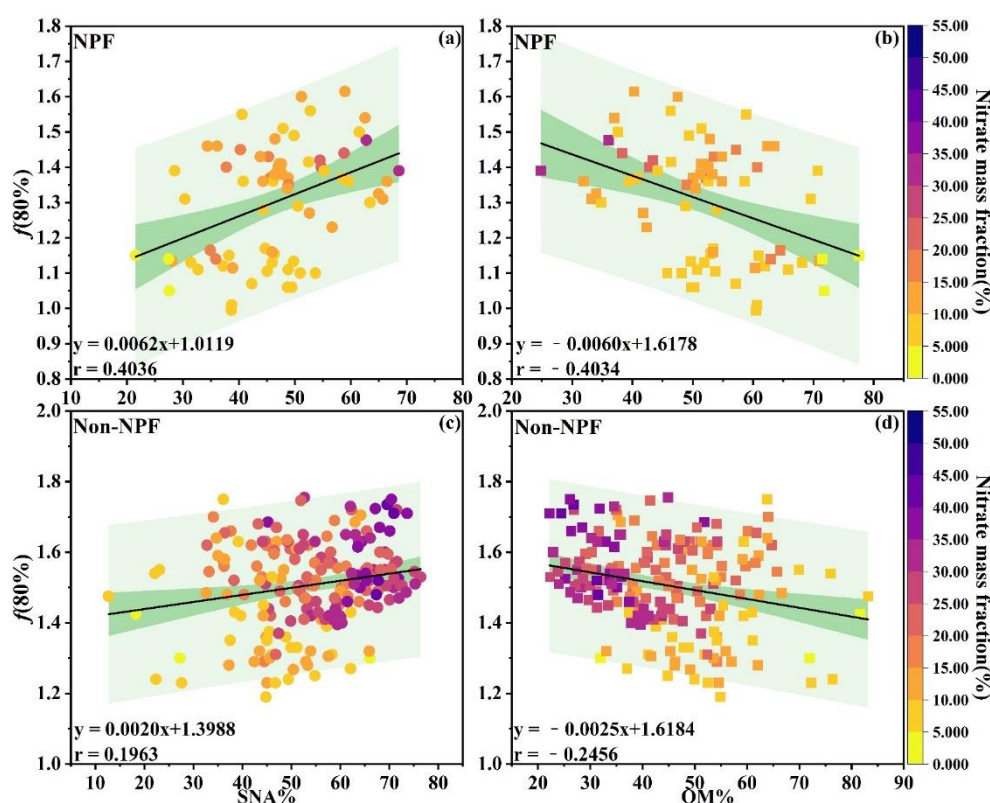 NPF
(a)
f(80%)
1.8
1.7
1.6
1.5
1.4
1.3
1.2
1.1
1.0
0.9
0.8
y = 0.0062x+1.0119
r = 0.4036
10 20 30 40 50 60 70 80
NPF
(b)
y = －0.0060x+1.6178
r = －0.4034
30 40 50 60 70 80
55.00
50.00
45.00
40.00
35.00
30.00
25.00
20.00
15.00
10.00
5.000
0.000
Nitrate mass fraction(%)
Non-NPF
(c)
f(80%)
2.0
1.8
1.6
1.4
1.2
1.0
y = 0.0020x+1.3988
r = 0.1963
10 20 30 40 50 60 70 80
SNA%
Non-NPF
(d)
y = －0.0025x+1.6184
r = －0.2456
20 30 40 50 60 70 80 90
OM%
55.00
50.00
45.00
40.00
35.00
30.00
25.00
20.00
15.00
10.00
5.000
0.000
Nitrate mass fraction(%)